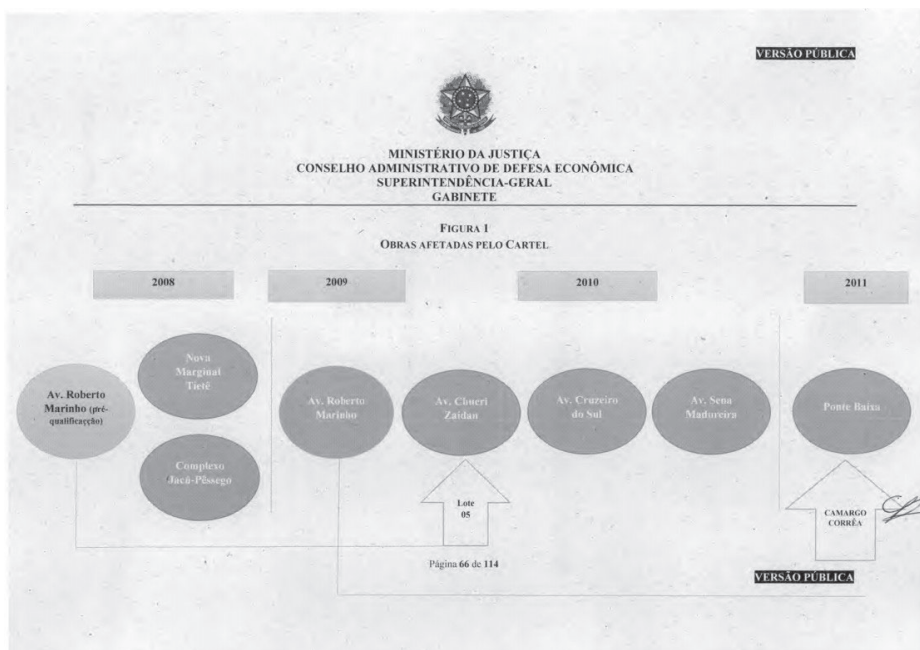 VERSÃO PÚBLICA
MINISTÉRIO DA JUSTIÇA
CONSELHO ADMINISTRATIVO DE DEFESA ECONÔMICA
SUPERINTENDÊNCIA-GERAL
GABINETE
FIGURA 1
OBRAS AFETADAS PELO CARTEL
2008
2009
2010
2011
Av. Roberto
Marinho (pré-
qualificacção)
Nova
Marginal
Tietê
Complexo
Jacú-Pêssego
Av. Roberto
Marinho
Av. Chucri
Zaidan
Av. Cruzeiro
do Sul
Av. Sena
Madureira
Ponte Baixa
Lote
05
CAMARGO
CORRÊA
Página 66 de 114
VERSÃO PÚBLICA